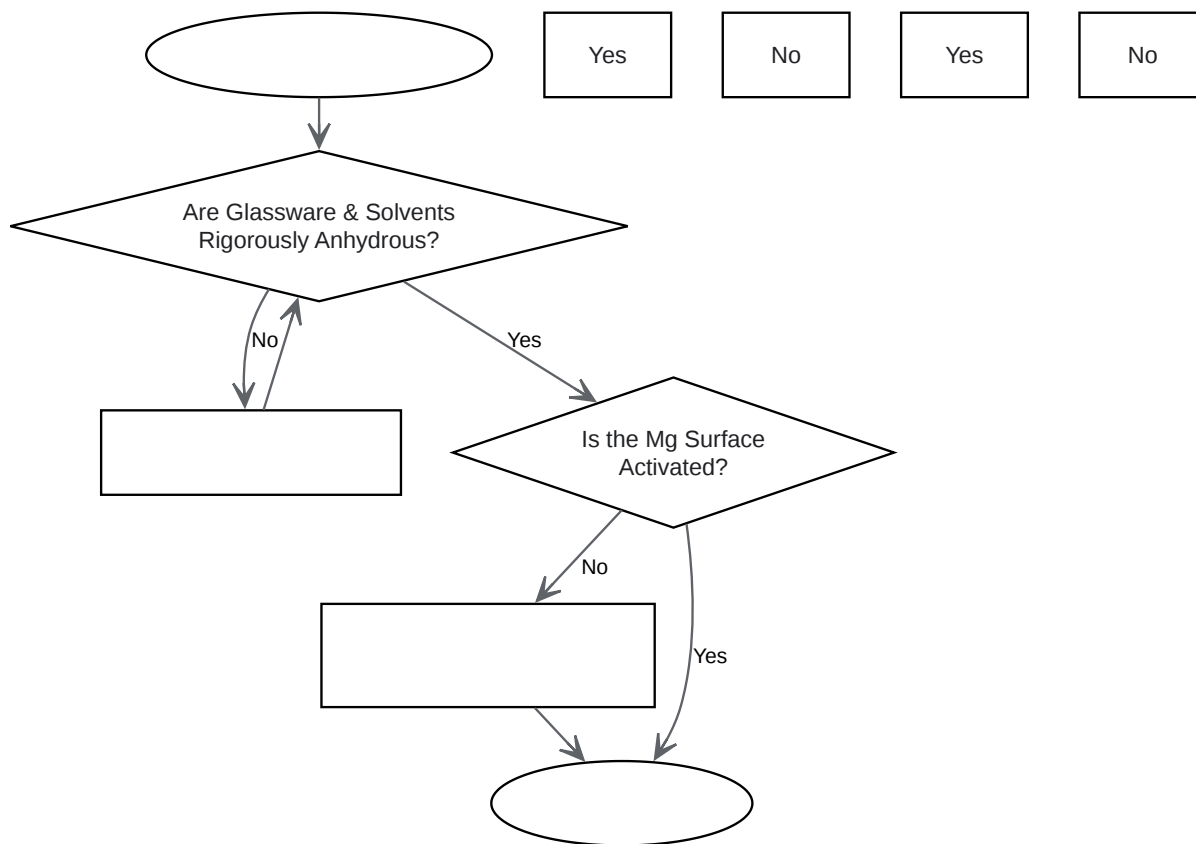 Yes
No
Yes
No
Are Glassware & Solvents
Rigorously Anhydrous?
No
Yes
Is the Mg Surface
Activated?
No
Yes